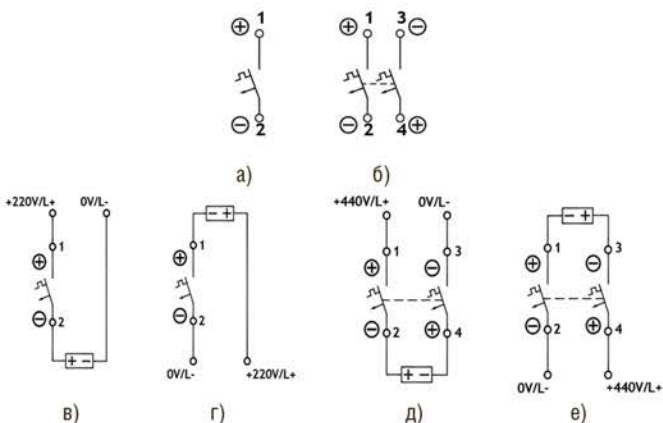 ⊕ 1 ⊕ 1 3 ⊖
⊖ 2 ⊖ 2 4 ⊕
а) б)
+220V/L+ 0V/L-
1
⊕
⊖
2
+ -
в)
- +
1
⊕
⊖
2
0V/L- +220V/L+
г)
+440V/L+ 0V/L-
1 3
⊕ ⊖
⊖ 2 ⊕ 4
+ -
д)
- +
1 3
⊕ ⊖
⊖ 2 ⊕ 4
0V/L- +440V/L+
е)